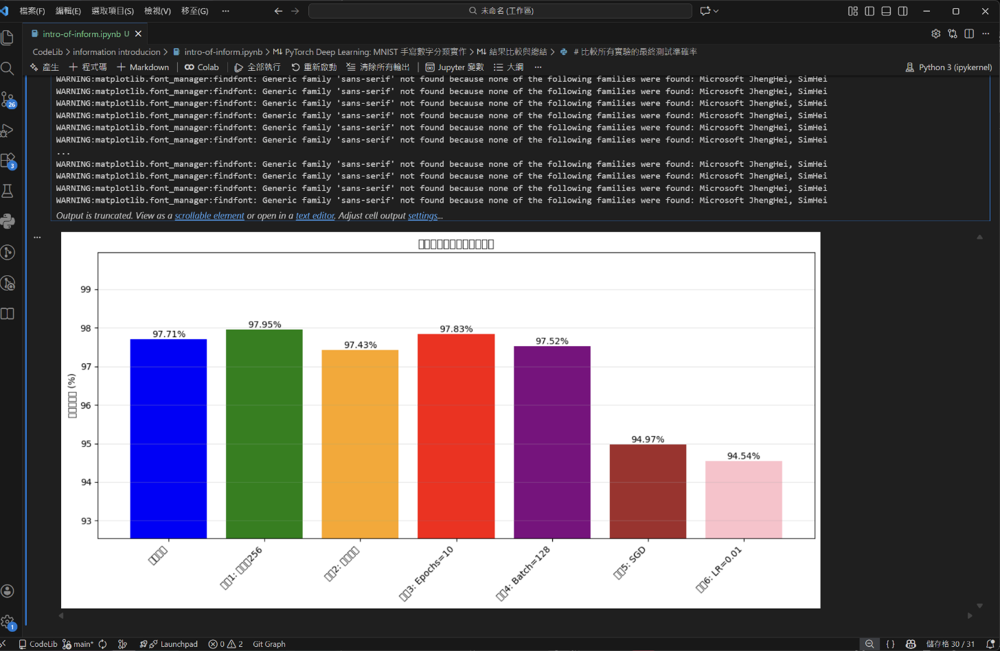 檔案(F) 編輯(E) 選取項目(S) 檢視(V) 移至(G) ··· 未命名 (工作區)
intro-of-inform.ipynb U
CodeLib > information introducion > intro-of-inform.ipynb > M↓ PyTorch Deep Learning: MNIST 手寫數字分類實作 > M↓ 結果比較與總結 > # 比較所有實驗的最終測試準確率
產生 + 程式碼 + Markdown Colab 全部執行 重新啟動 清除所有輸出 Jupyter 變數 大綱 ··· Python 3 (ipykernel)
WARNING:matplotlib.font_manager:findfont: Generic family 'sans-serif' not found because none of the following families were found: Microsoft JhengHei, SimHei
WARNING:matplotlib.font_manager:findfont: Generic family 'sans-serif' not found because none of the following families were found: Microsoft JhengHei, SimHei
WARNING:matplotlib.font_manager:findfont: Generic family 'sans-serif' not found because none of the following families were found: Microsoft JhengHei, SimHei
WARNING:matplotlib.font_manager:findfont: Generic family 'sans-serif' not found because none of the following families were found: Microsoft JhengHei, SimHei
WARNING:matplotlib.font_manager:findfont: Generic family 'sans-serif' not found because none of the following families were found: Microsoft JhengHei, SimHei
WARNING:matplotlib.font_manager:findfont: Generic family 'sans-serif' not found because none of the following families were found: Microsoft JhengHei, SimHei
...
WARNING:matplotlib.font_manager:findfont: Generic family 'sans-serif' not found because none of the following families were found: Microsoft JhengHei, SimHei
WARNING:matplotlib.font_manager:findfont: Generic family 'sans-serif' not found because none of the following families were found: Microsoft JhengHei, SimHei
WARNING:matplotlib.font_manager:findfont: Generic family 'sans-serif' not found because none of the following families were found: Microsoft JhengHei, SimHei
WARNING:matplotlib.font_manager:findfont: Generic family 'sans-serif' not found because none of the following families were found: Microsoft JhengHei, SimHei
Output is truncated. View as a scrollable element or open in a text editor. Adjust cell output settings...
99
98
97
96
95
94
93
(%)
97.71%
97.95%
97.43%
97.83%
97.52%
94.97%
94.54%
1: 256
2:
3: Epochs=10
4: Batch=128
5: SGD
6: LR=0.01
26
3
1
CodeLib main* Launchpad 0 2 Git Graph { } 儲存格 30 / 31